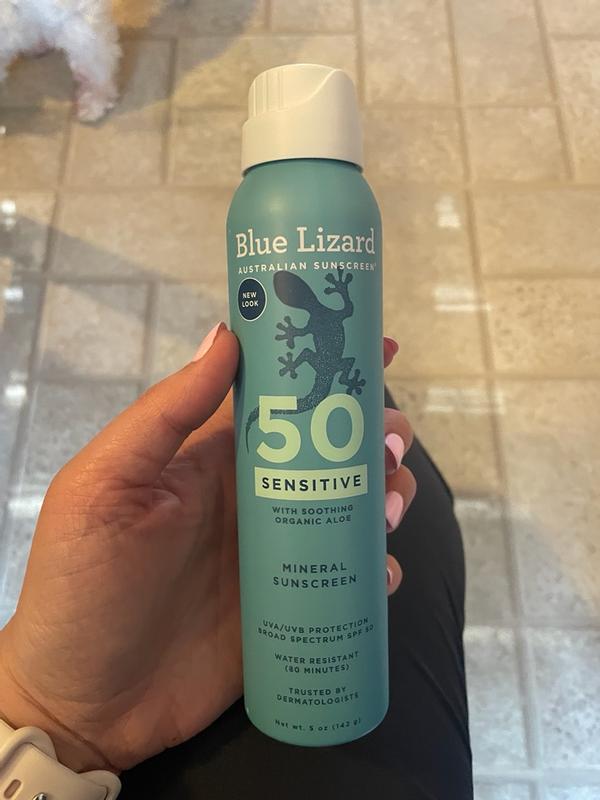 Blue Lizard
AUSTRALIAN SUNSCREEN
NEW
LOOK
50
SENSITIVE
WITH SOOTHING
ORGANIC ALOE
MINERAL
SUNSCREEN
UVA/UVB PROTECTION
BROAD SPECTRUM SPF 50
WATER RESISTANT
(80 MINUTES)
TRUSTED BY
DERMATOLOGISTS
Net wt. 5 oz (142 g)